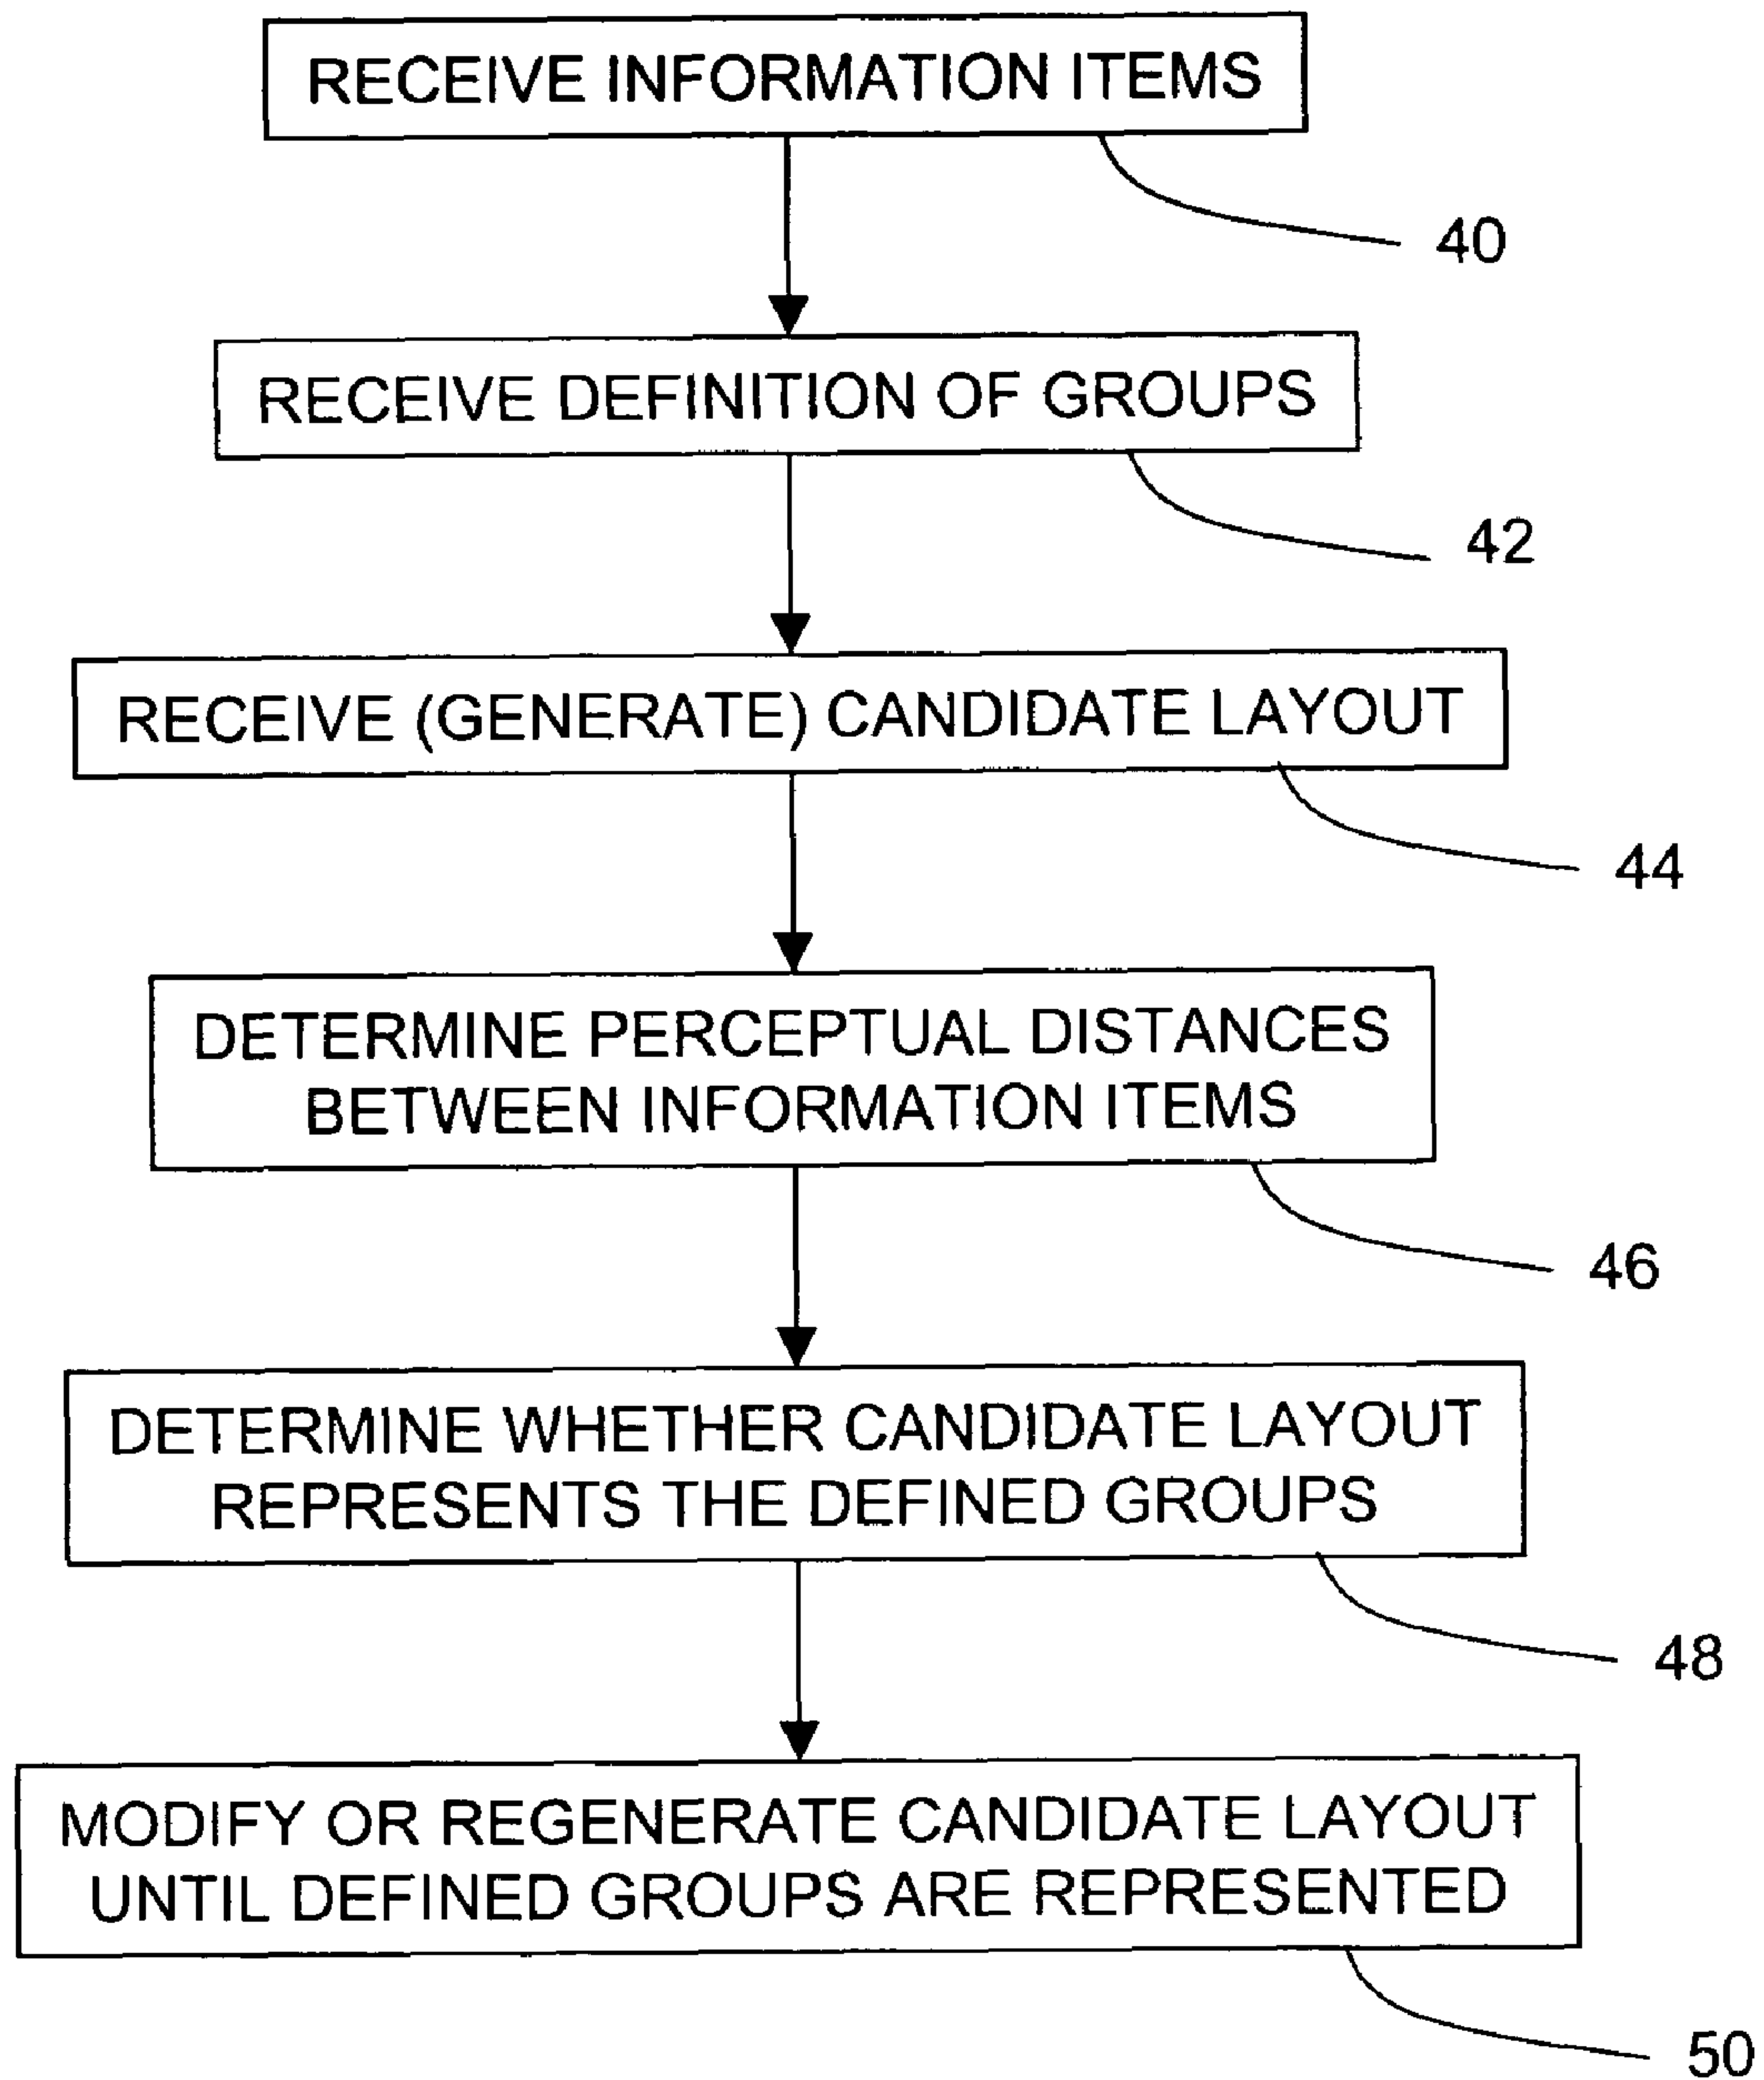 RECEIVE INFORMATION ITEMS
40
RECEIVE DEFINITION OF GROUPS
42
RECEIVE (GENERATE) CANDIDATE LAYOUT
44
DETERMINE PERCEPTUAL DISTANCES
BETWEEN INFORMATION ITEMS
46
DETERMINE WHETHER CANDIDATE LAYOUT
REPRESENTS THE DEFINED GROUPS
48
MODIFY OR REGENERATE CANDIDATE LAYOUT
UNTIL DEFINED GROUPS ARE REPRESENTED
50